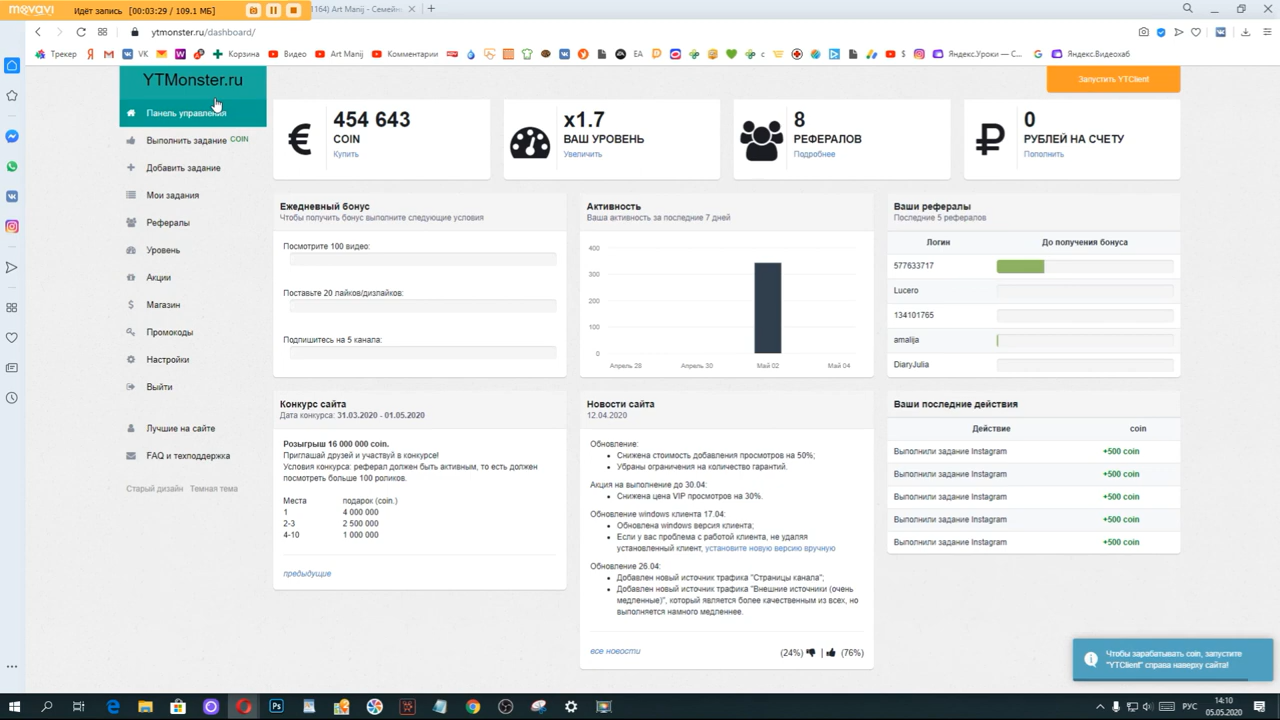 movavi Идёт запись [00:03:29 / 109.1 МБ]
164) Art Manij - Семейн
ytmonster.ru/dashboard/
Трекер VK Корзина Видео Art Manij Комментарии EA $ Яндекс.Уроки — С... Яндекс.Видеохаб
YTMonster.ru
Запустить YTClient
Панель управления
Выполнить задание COIN
Добавить задание
Мои задания
Рефералы
Уровень
Акции
Магазин
Промокоды
Настройки
Выйти
Лучшие на сайте
FAQ и техподдержка
Старый дизайн Темная тема
454 643
COIN
Купить
x1.7
ВАШ УРОВЕНЬ
Увеличить
8
РЕФЕРАЛОВ
Подробнее
0
РУБЛЕЙ НА СЧЕТУ
Пополнить
Ежедневный бонус
Чтобы получить бонус выполните следующие условия
Посмотрите 100 видео:
Поставьте 20 лайков/дизлайков:
Подпишитесь на 5 канала:
Активность
Ваша активность за последние 7 дней
400
300
200
100
0
Апрель 28 Апрель 30 Май 02 Май 04
Ваши рефералы
Последние 5 рефералов
Логин До получения бонуса
577633717
Lucero
134101765
amalija
DiaryJulia
Конкурс сайта
Дата конкурса: 31.03.2020 - 01.05.2020
Розыгрыш 16 000 000 coin.
Приглашай друзей и участвуй в конкурсе!
Условия конкурса: реферал должен быть активным, то есть должен
посмотреть больше 100 роликов.
Места подарок (coin.)
1 4 000 000
2-3 2 500 000
4-10 1 000 000
предыдущие
Новости сайта
12.04.2020
Обновление:
Снижена стоимость добавления просмотров на 50%;
Убраны ограничения на количество гарантий.
Акция на выполнение до 30.04:
Снижена цена VIP просмотров на 30%.
Обновление windows клиента 17.04:
Обновлена windows версия клиента;
Если у вас проблема с работой клиента, не удаляя
установленный клиент, установите новую версию вручную
Обновление 26.04:
Добавлен новый источник трафика "Страницы канала";
Добавлен новый источник трафика "Внешние источники (очень
медленные)", который является более качественным из всех, но
выполняется намного медленнее.
все новости (24%) | (76%)
Ваши последние действия
Действие coin
Выполнили задание Instagram +500 coin
Выполнили задание Instagram +500 coin
Выполнили задание Instagram +500 coin
Выполнили задание Instagram +500 coin
Выполнили задание Instagram +500 coin
Чтобы зарабатывать coin, запустите
"YTClient" справа наверху сайта!
РУС
14:10
05.05.2020